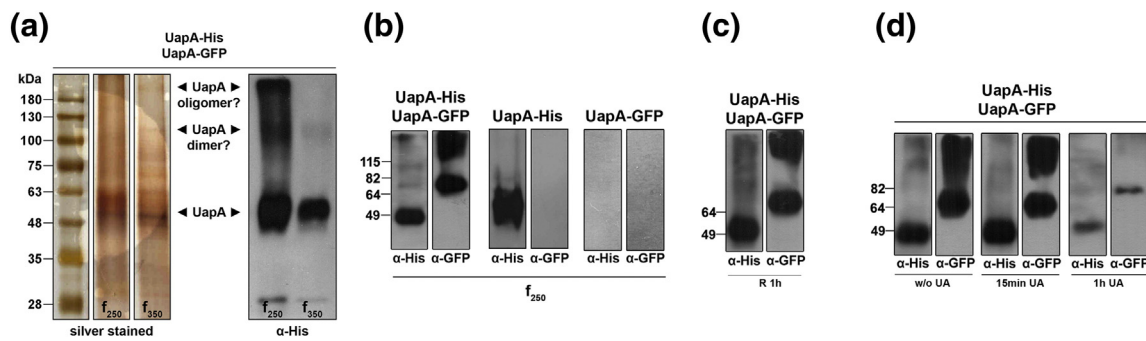 (a)
UapA-His
UapA-GFP
kDa
180
130
100
75
63
48
35
28
◄ UapA ►
oligomer?
◄ UapA ►
dimer?
◄ UapA ►
f250
f350
f250
f350
silver stained
α-His
(b)
UapA-His
UapA-GFP
UapA-His
UapA-GFP
115
82
64
49
α-His α-GFP
α-His α-GFP
α-His α-GFP
f250
(c)
UapA-His
UapA-GFP
64
49
α-His α-GFP
R 1h
(d)
UapA-His
UapA-GFP
82
64
49
α-His α-GFP
α-His α-GFP
α-His α-GFP
w/o UA
15min UA
1h UA